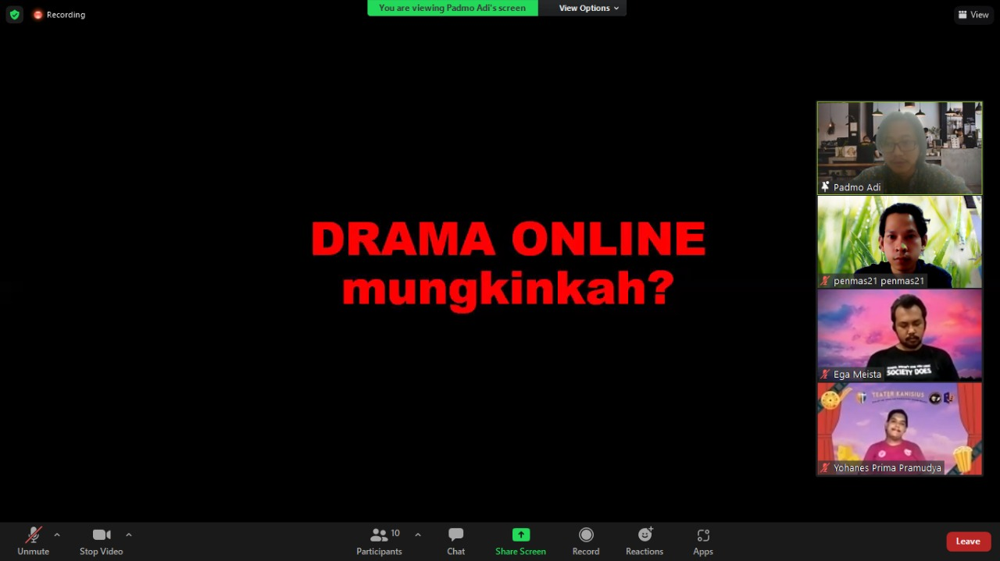 Recording
You are viewing Padmo Adi's screen
View Options
View
DRAMA ONLINE
mungkinkah?
Padmo Adi
penmas21 penmas21
SOCIETY DOES
Ega Meista
TEATER KANISIUS
Yohanes Prima Pramudya
Unmute
Stop Video
Participants
10
Chat
Share Screen
Record
Reactions
Apps
Leave